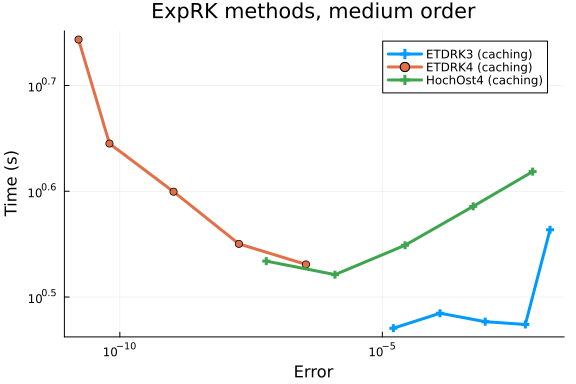 ExpRK methods, medium order
ETDRK3 (caching)
ETDRK4 (caching)
HochOst4 (caching)
Time (s)
10^0.7
10^0.6
10^0.5
10^-10
10^-5
Error